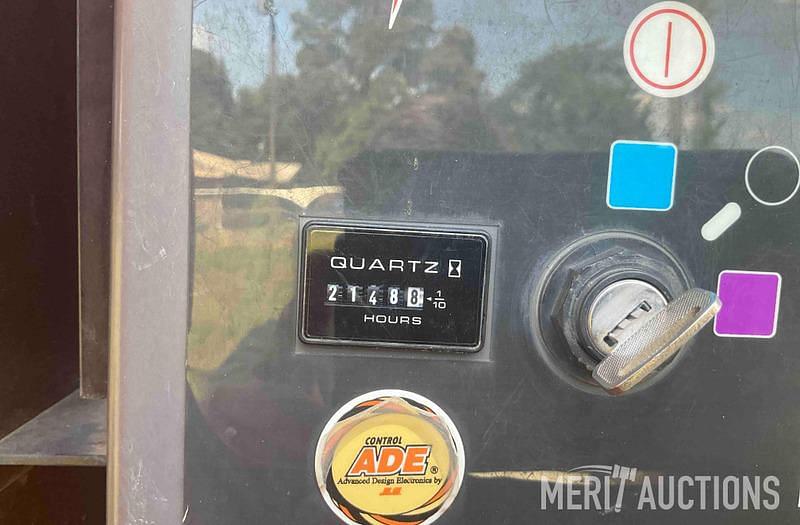 QUARTZ
21488 1/10
HOURS
CONTROL
ADE®
Advanced Design Electronics by
MERIT AUCTIONS